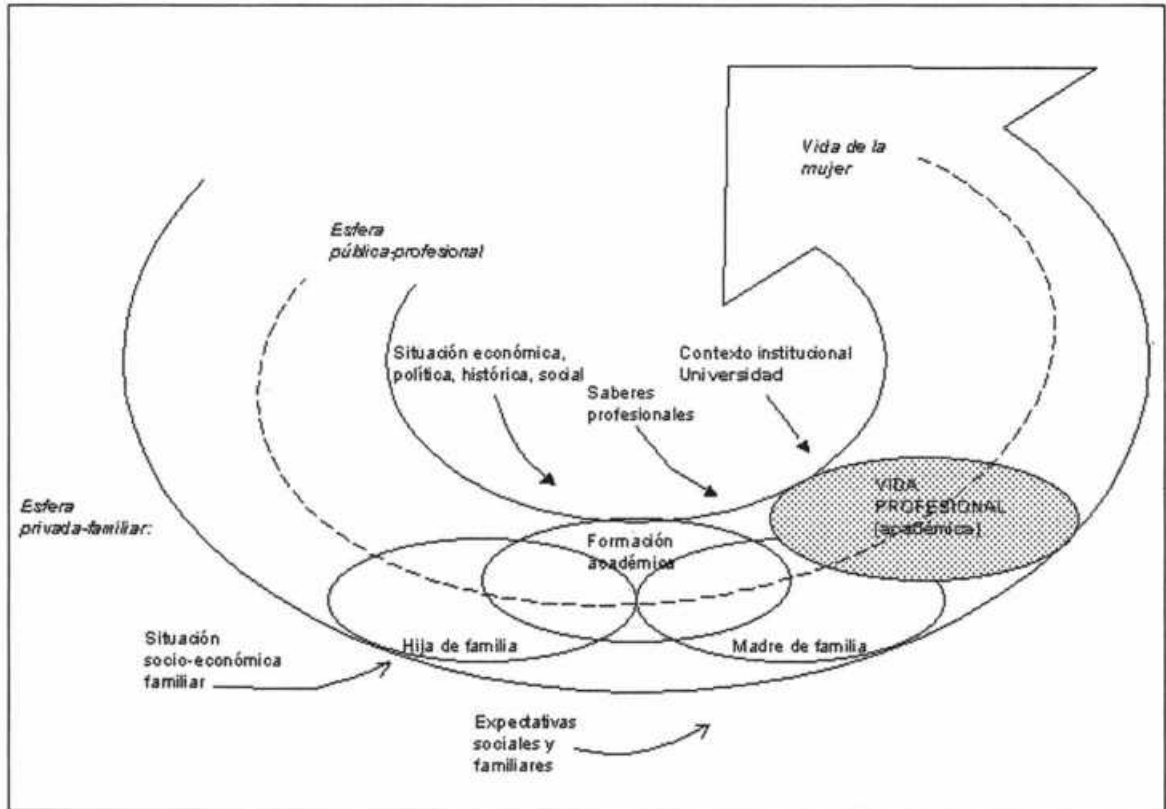 Vida de la
mujer
Esfera
pública-profesional
Situación económica,
política, histórica, social
Contexto institucional
Universidad
Saberes
profesionales
Esfera
privada-familiar:
VIDA
PROFESIONAL
(académica)
Formación
académica
Hija de familia
Madre de familia
Situación
socio-económica
familiar
Expectativas
sociales y
familiares